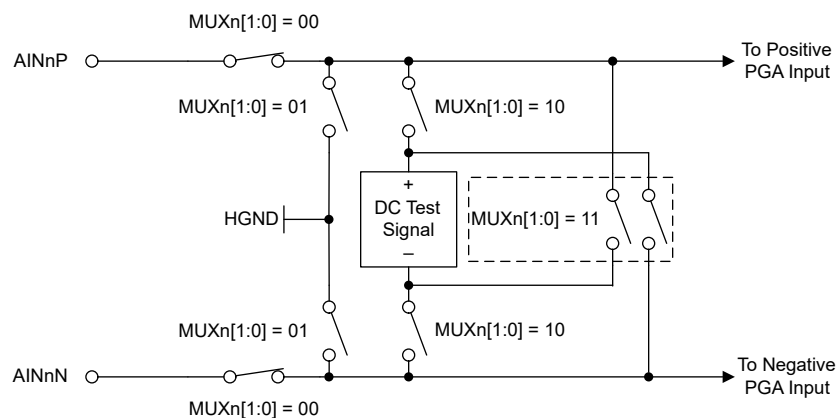 MUXn[1:0] = 00
AINnP
To Positive
PGA Input
MUXn[1:0] = 01
MUXn[1:0] = 10
+
DC Test
Signal
–
HGND
MUXn[1:0] = 11
MUXn[1:0] = 01
MUXn[1:0] = 10
AINnN
To Negative
PGA Input
MUXn[1:0] = 00